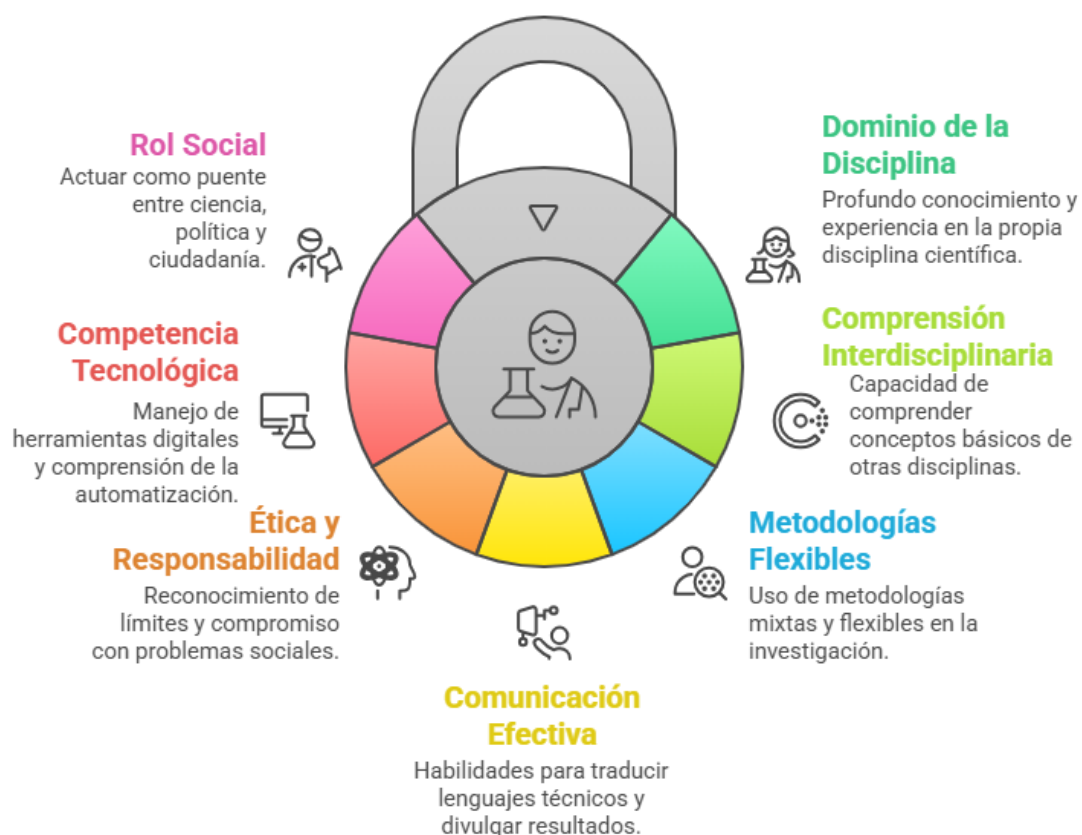 Rol Social
Actuar como puente
entre ciencia,
política y
ciudadanía.
Dominio de la
Disciplina
Profundo conocimiento y
experiencia en la propia
disciplina científica.
Competencia
Tecnológica
Manejo de
herramientas digitales
y comprensión de la
automatización.
Comprensión
Interdisciplinaria
Capacidad de
comprender
conceptos básicos de
otras disciplinas.
Ética y
Responsabilidad
Reconocimiento de
límites y compromiso
con problemas sociales.
Metodologías
Flexibles
Uso de metodologías
mixtas y flexibles en la
investigación.
Comunicación
Efectiva
Habilidades para traducir
lenguajes técnicos y
divulgar resultados.